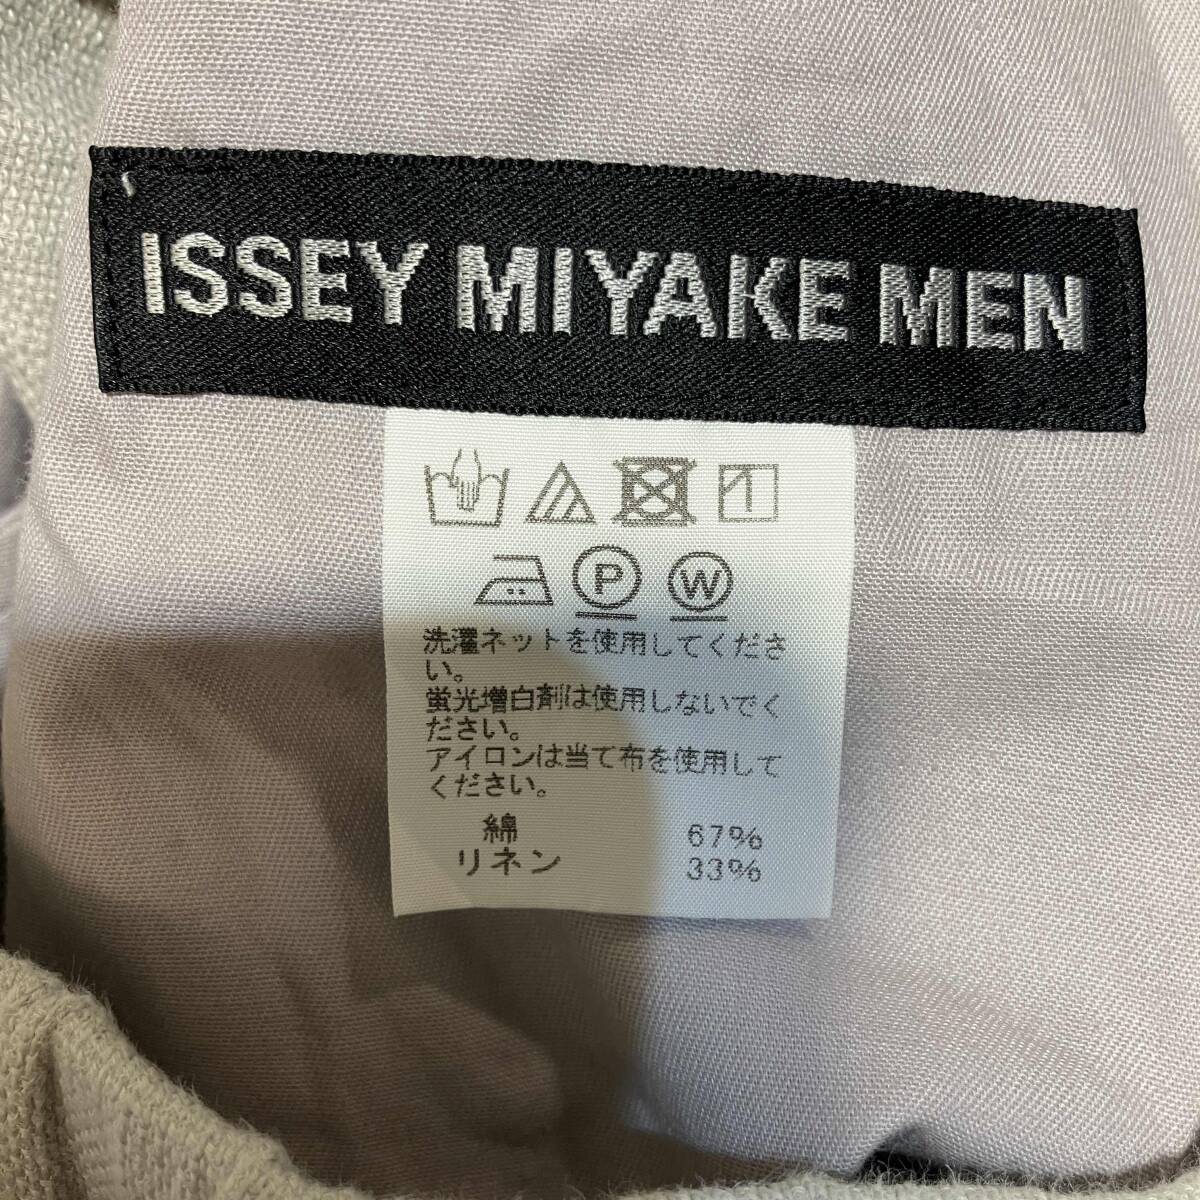 ISSEY MIYAKE MEN
P W
洗濯ネットを使用してくださ
い。
蛍光増白剤は使用しないでく
ださい。
アイロンは当て布を使用して
ください。
綿 67%
リネン 33%